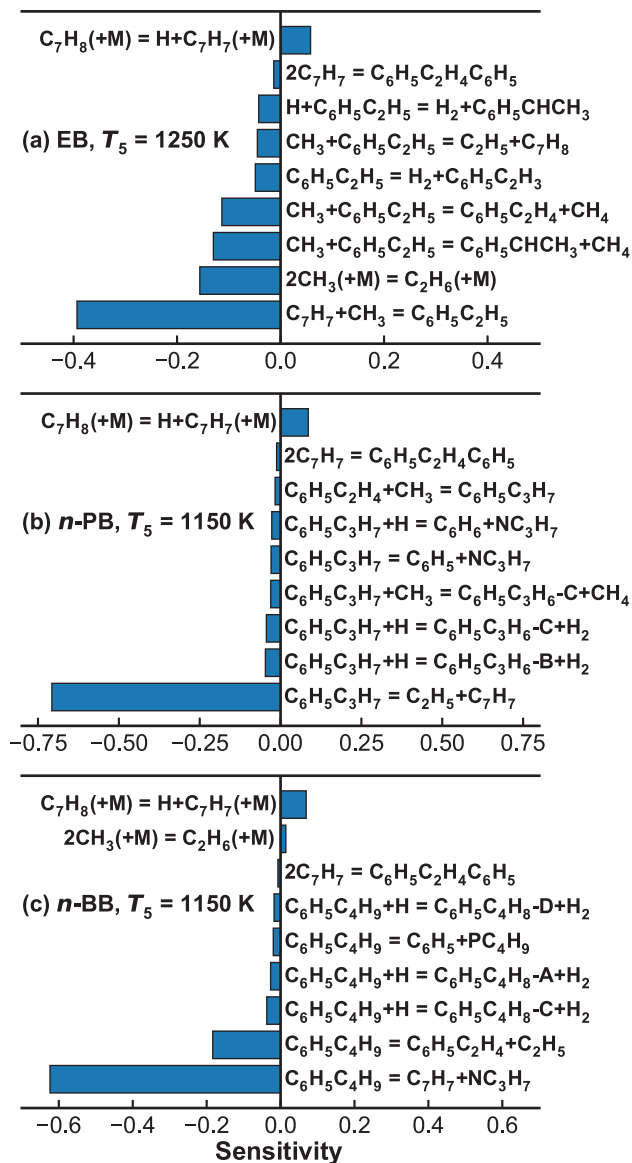 C₇H₈(+M) = H+C₇H₇(+M)
2C₇H₇ = C₆H₅C₂H₄C₆H₅
H+C₆H₅C₂H₅ = H₂+C₆H₅CHCH₃
(a) EB, T₅ = 1250 K
CH₃+C₆H₅C₂H₅ = C₂H₅+C₇H₈
C₆H₅C₂H₅ = H₂+C₆H₅C₂H₃
CH₃+C₆H₅C₂H₅ = C₆H₅C₂H₄+CH₄
CH₃+C₆H₅C₂H₅ = C₆H₅CHCH₃+CH₄
2CH₃(+M) = C₂H₆(+M)
C₇H₇+CH₃ = C₆H₅C₂H₅
−0.4 −0.2 0.0 0.2 0.4
C₇H₈(+M) = H+C₇H₇(+M)
2C₇H₇ = C₆H₅C₂H₄C₆H₅
C₆H₅C₂H₄+CH₃ = C₆H₅C₃H₇
(b) n-PB, T₅ = 1150 K
C₆H₅C₃H₇+H = C₆H₆+NC₃H₇
C₆H₅C₃H₇ = C₆H₅+NC₃H₇
C₆H₅C₃H₇+CH₃ = C₆H₅C₃H₆-C+CH₄
C₆H₅C₃H₇+H = C₆H₅C₃H₆-C+H₂
C₆H₅C₃H₇+H = C₆H₅C₃H₆-B+H₂
C₆H₅C₃H₇ = C₂H₅+C₇H₇
−0.75 −0.50 −0.25 0.00 0.25 0.50 0.75
C₇H₈(+M) = H+C₇H₇(+M)
2CH₃(+M) = C₂H₆(+M)
2C₇H₇ = C₆H₅C₂H₄C₆H₅
(c) n-BB, T₅ = 1150 K
C₆H₅C₄H₉+H = C₆H₅C₄H₈-D+H₂
C₆H₅C₄H₉ = C₆H₅+PC₄H₉
C₆H₅C₄H₉+H = C₆H₅C₄H₈-A+H₂
C₆H₅C₄H₉+H = C₆H₅C₄H₈-C+H₂
C₆H₅C₄H₉ = C₆H₅C₂H₄+C₂H₅
C₆H₅C₄H₉ = C₇H₇+NC₃H₇
−0.6 −0.4 −0.2 0.0 0.2 0.4 0.6
Sensitivity